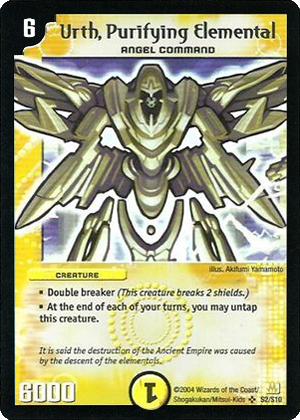 6
Urth, Purifying Elemental
ANGEL COMMAND
illus. Akifumi Yamamoto
CREATURE
▪ Double breaker (This creature breaks 2 shields.)
▪ At the end of each of your turns, you may untap
this creature.
It is said the destruction of the Ancient Empire was caused
by the descent of the elementals.
6000
1
©2004 Wizards of the Coast/
Shogakukan/Mitsui-Kids S2/S10